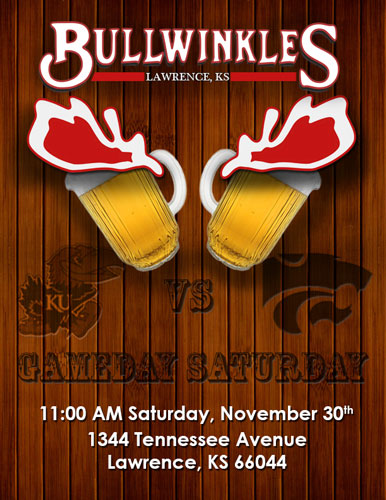 BULLWINKLES
LAWRENCE, KS
KU
VS
GAMEDAY SATURDAY
11:00 AM Saturday, November 30th
1344 Tennessee Avenue
Lawrence, KS 66044